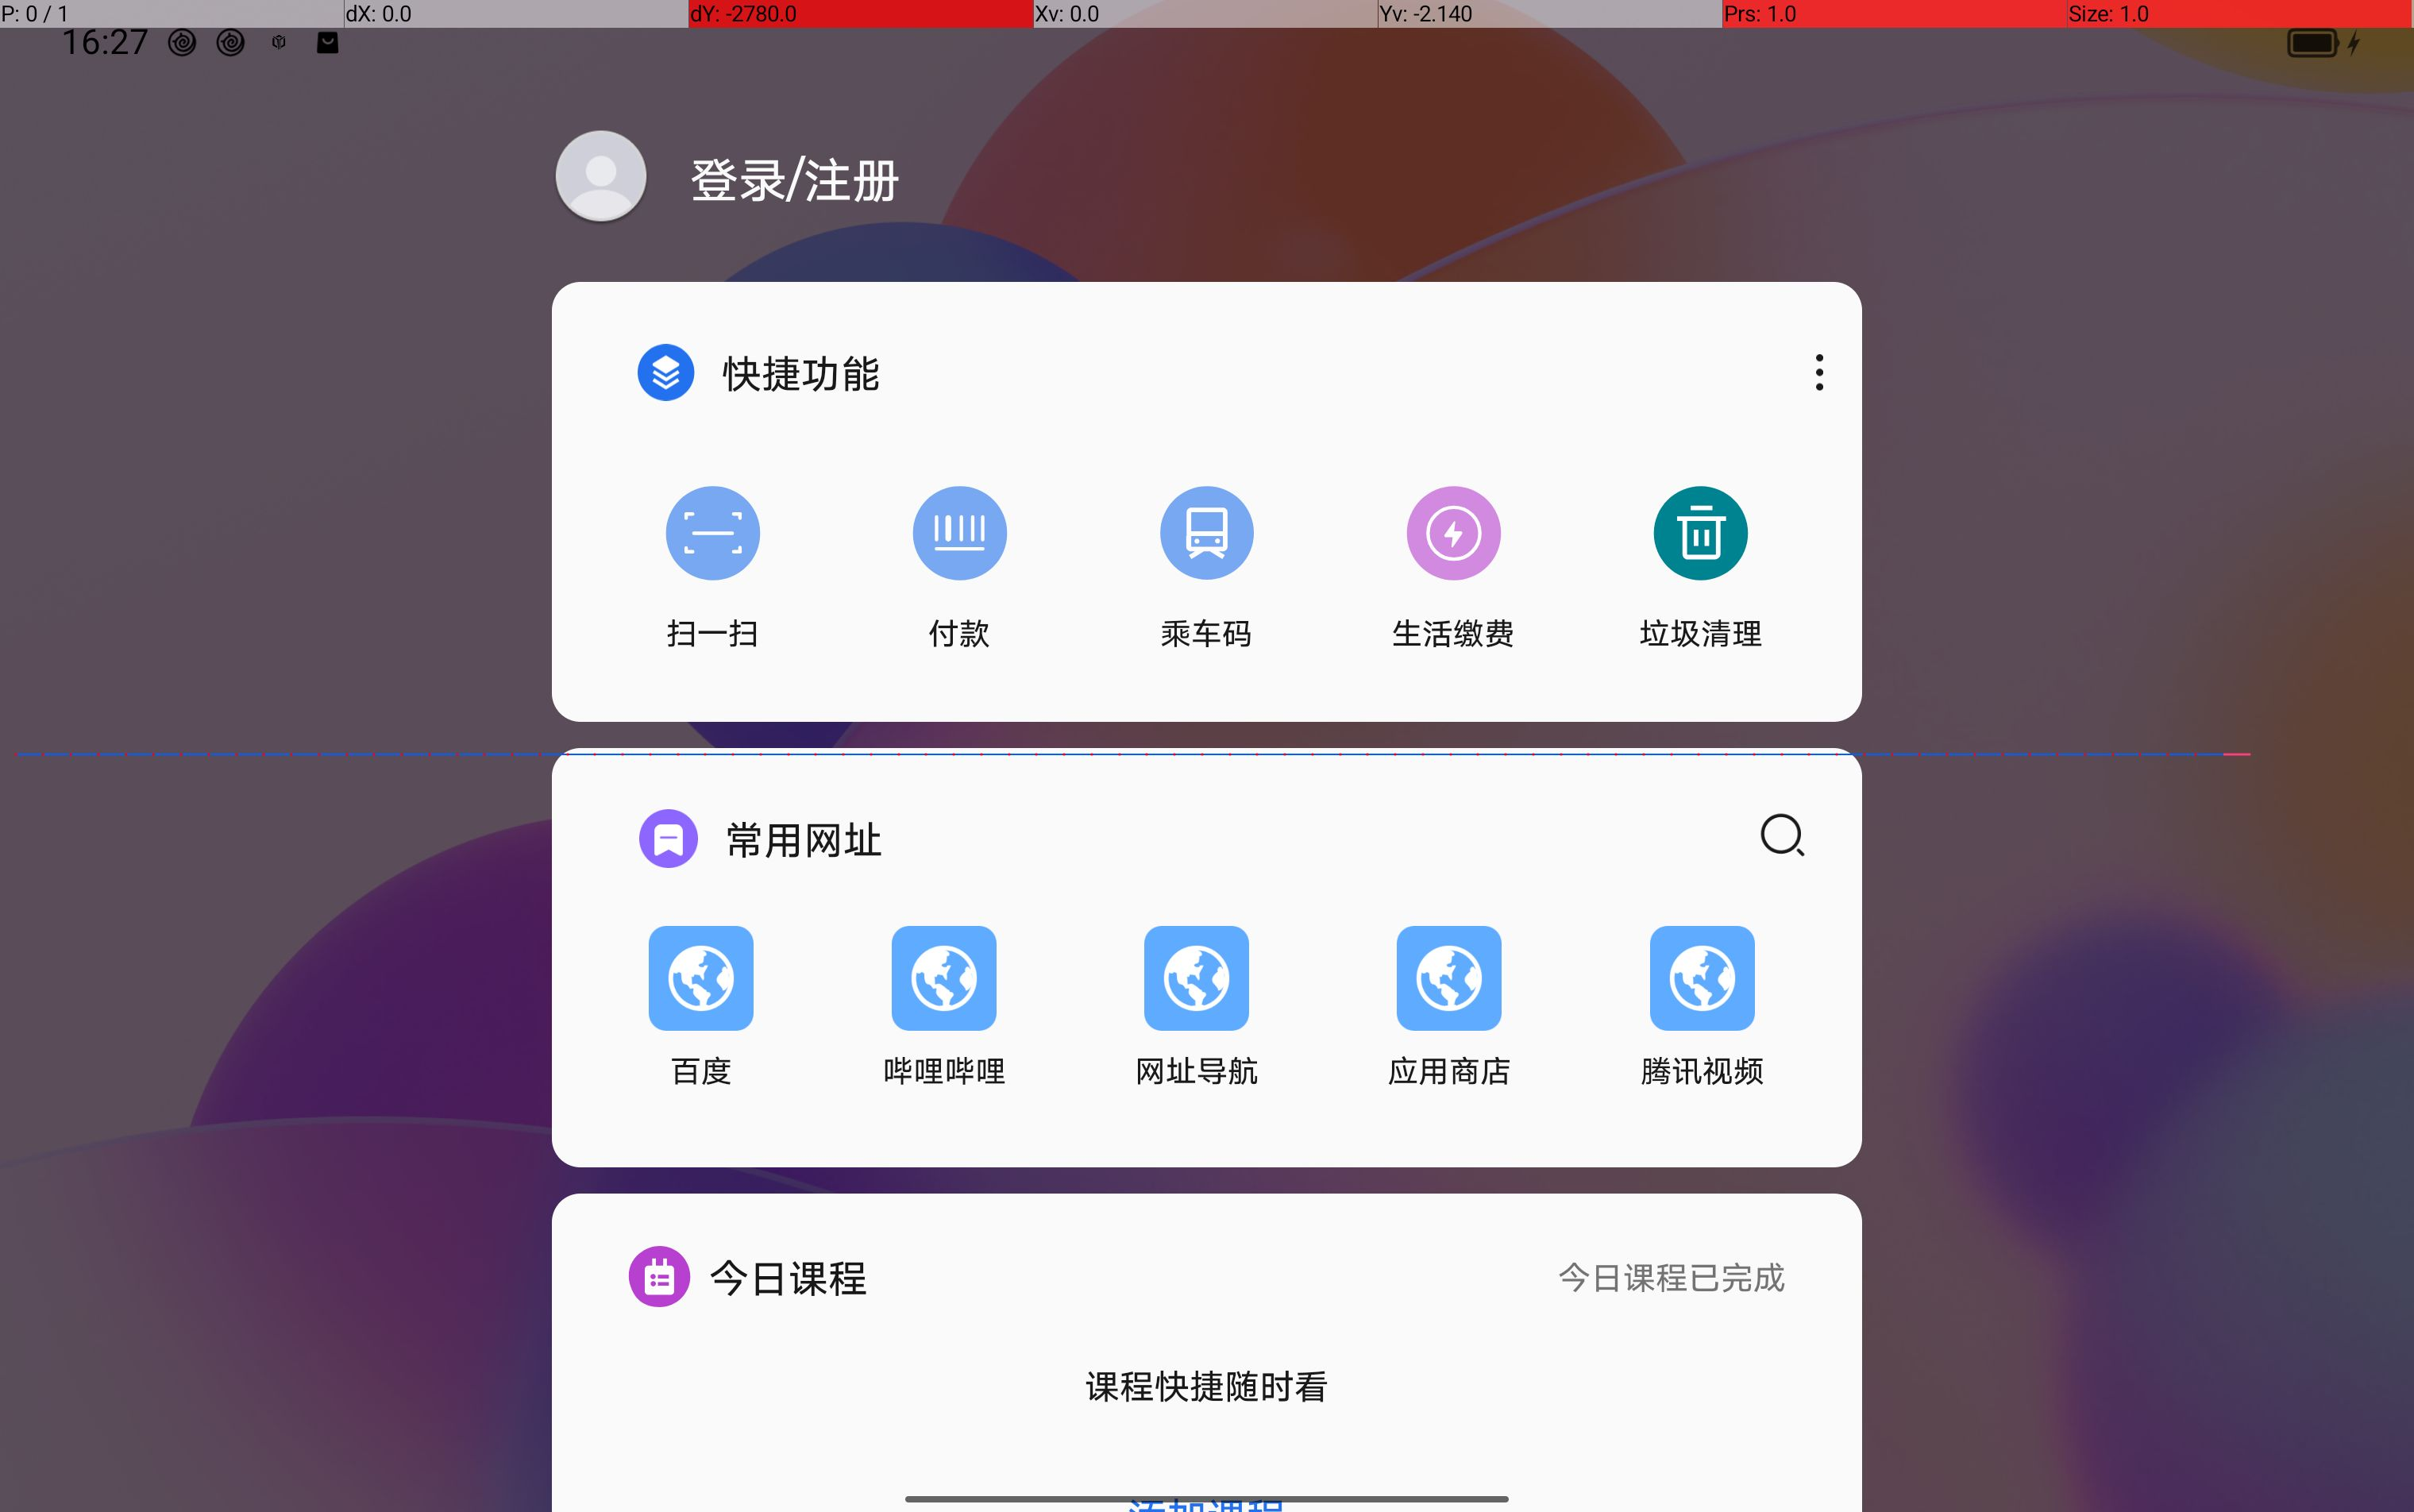 P: 0 / 1 dX: 0.0 dY: -2780.0 Xv: 0.0 Yv: -2.140 Prs: 1.0 Size: 1.0
16:27
登录/注册
快捷功能
扫一扫 付款 乘车码 生活缴费 垃圾清理
常用网址
百度 哔哩哔哩 网址导航 应用商店 腾讯视频
今日课程 今日课程已完成
课程快捷随时看
添加课程